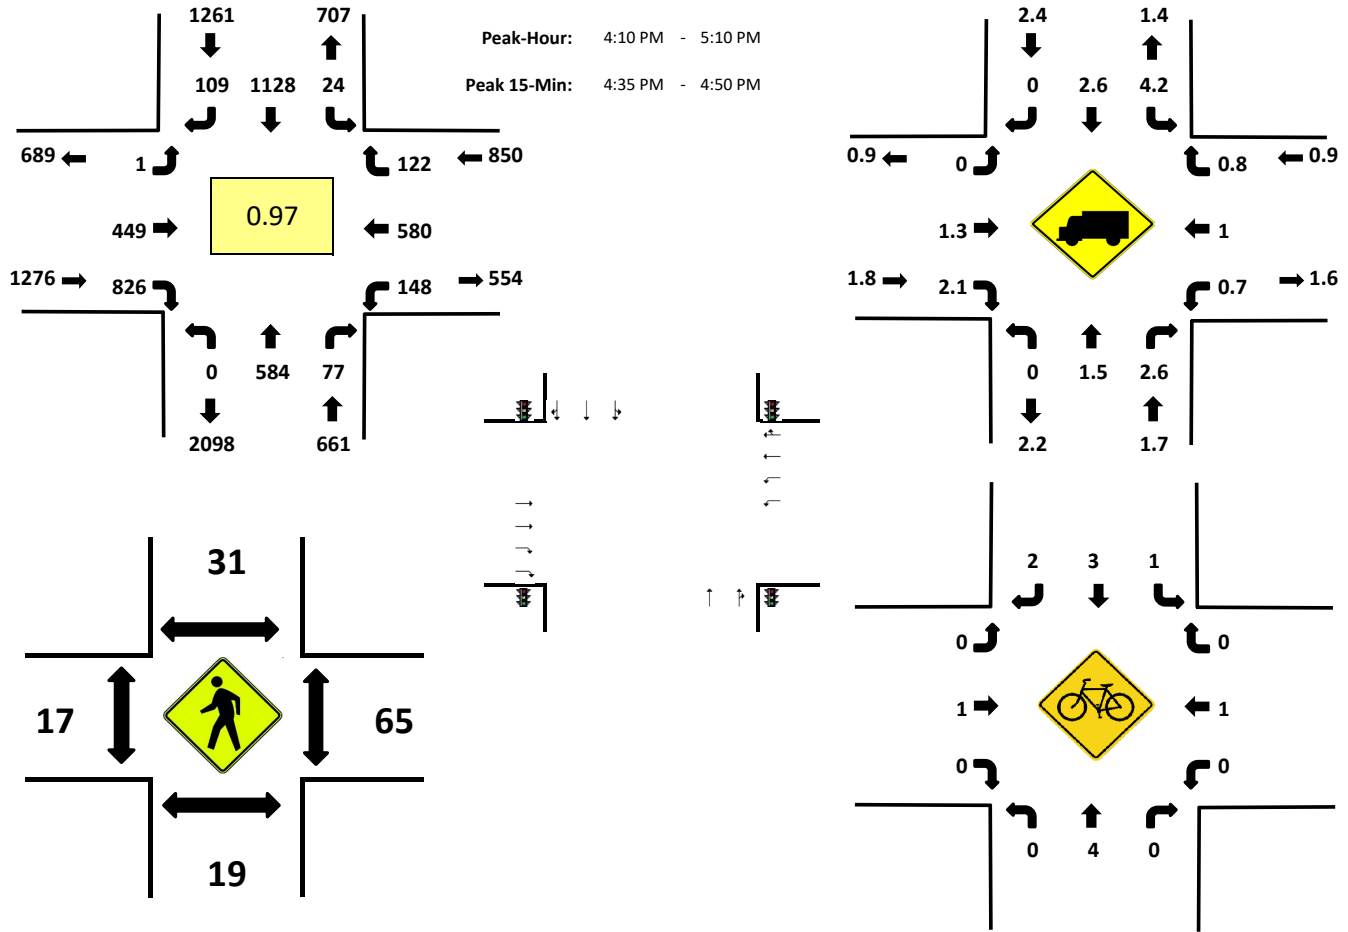 1261 707
Peak-Hour: 4:10 PM - 5:10 PM
109 1128 24
Peak 15-Min: 4:35 PM - 4:50 PM
689 1 122 850
0.97
449 580
1276 826 148 554
0 584 77
2098 661
2.4 1.4
0 2.6 4.2
0.9 0 0.8 0.9
1.3 1
1.8 2.1 0.7 1.6
0 1.5 2.6
2.2 1.7
31
17 65
19
2 3 1
0 0
1 1
0 0
0 4 0